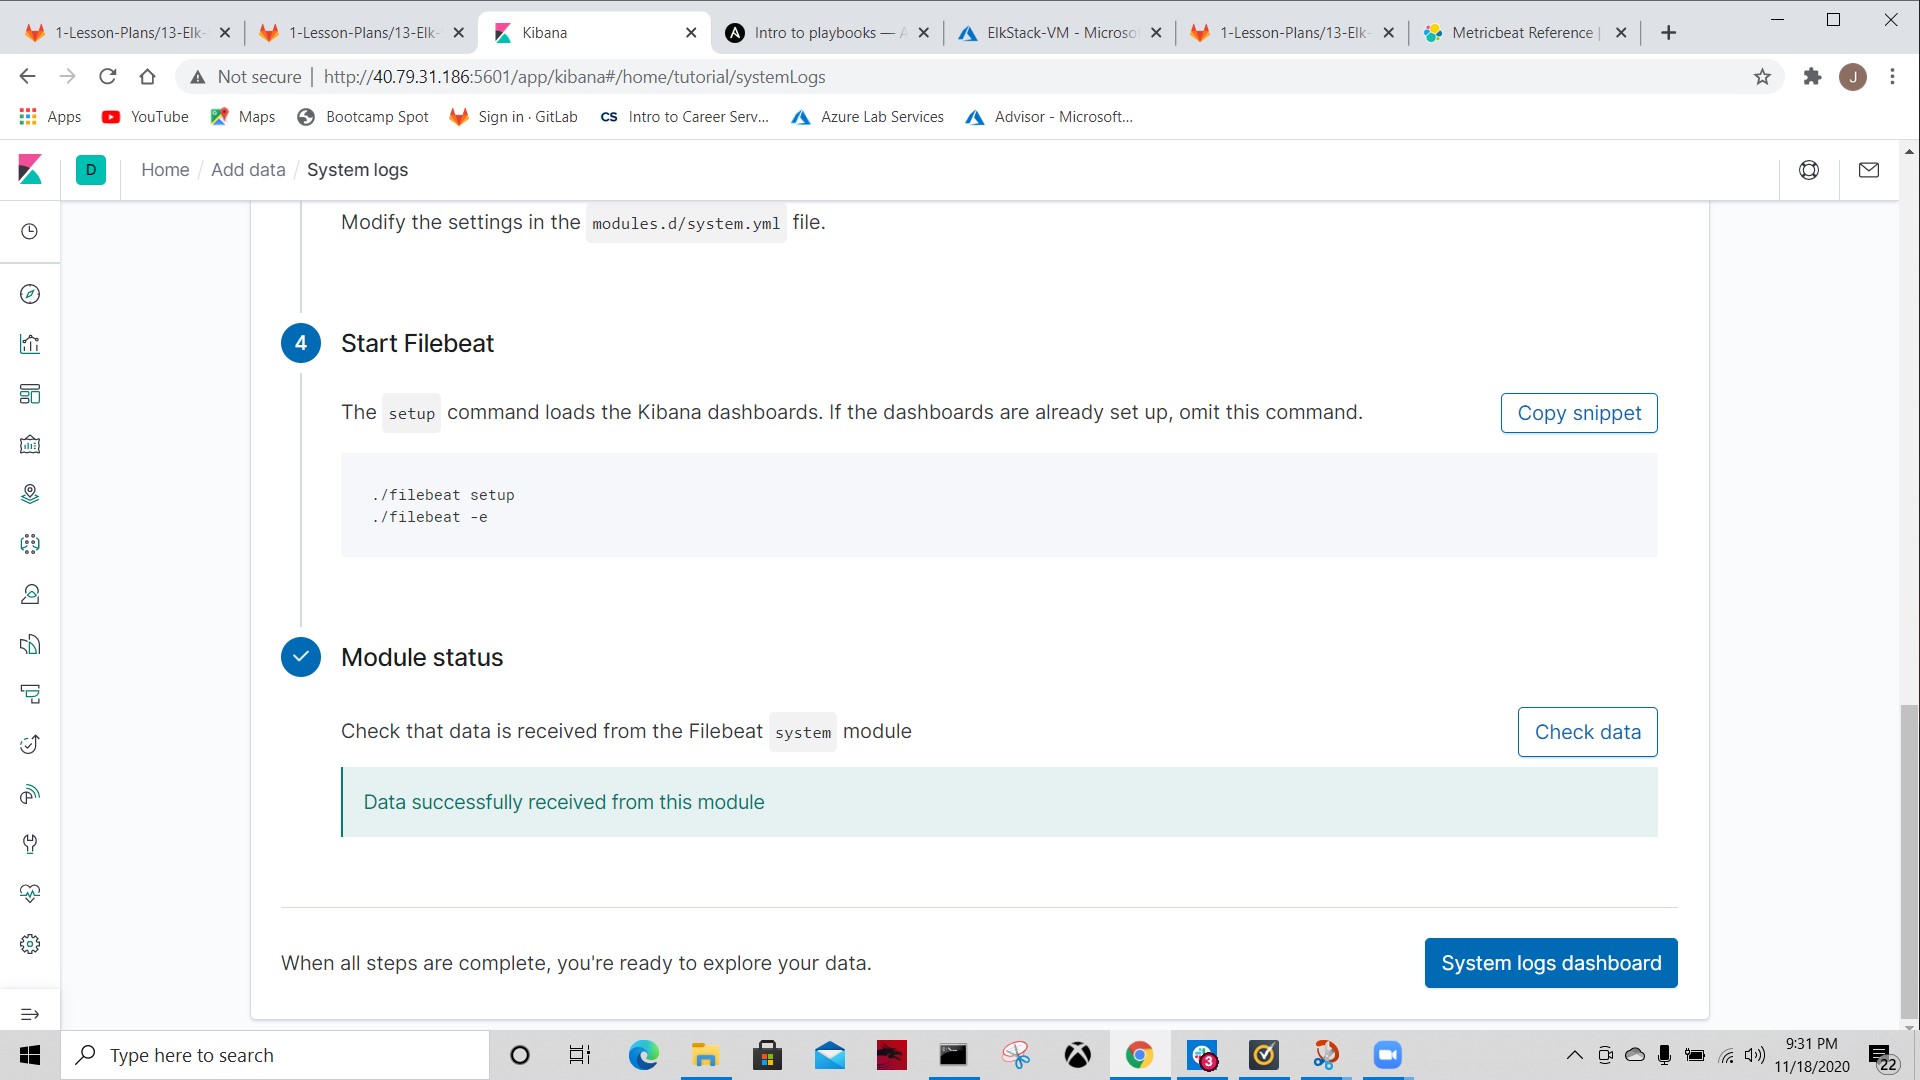 1-Lesson-Plans/13-Elk-
1-Lesson-Plans/13-Elk-
Kibana
Intro to playbooks — A
ElkStack-VM - Microso
1-Lesson-Plans/13-Elk-
Metricbeat Reference |
Not secure | http://40.79.31.186:5601/app/kibana#/home/tutorial/systemLogs
J
Apps
YouTube
Maps
Bootcamp Spot
Sign in · GitLab
CS Intro to Career Serv...
Azure Lab Services
Advisor - Microsoft...
D
Home / Add data / System logs
Modify the settings in the modules.d/system.yml file.
4 Start Filebeat
The setup command loads the Kibana dashboards. If the dashboards are already set up, omit this command.
Copy snippet
./filebeat setup
./filebeat -e
Module status
Check that data is received from the Filebeat system module
Check data
Data successfully received from this module
When all steps are complete, you're ready to explore your data.
System logs dashboard
Type here to search
3
9:31 PM
11/18/2020
22